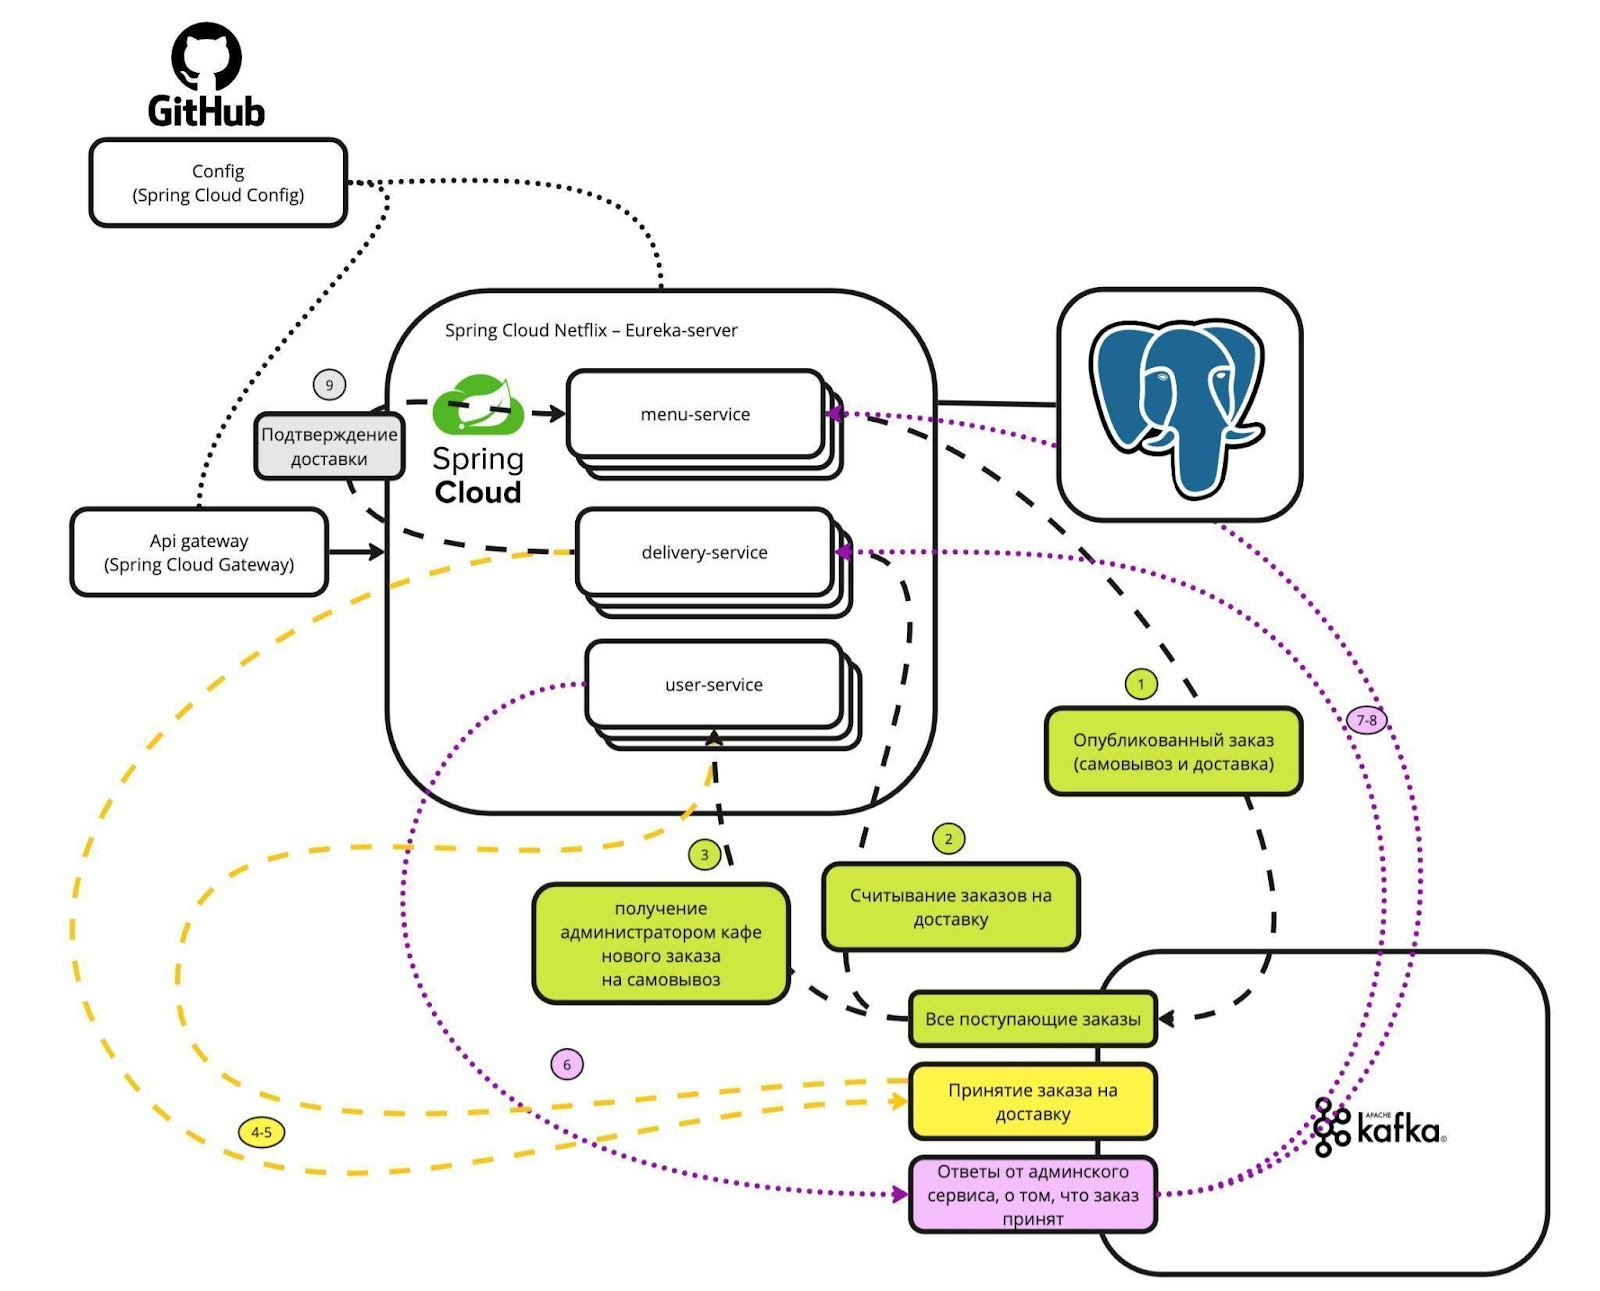 GitHub
Config
(Spring Cloud Config)
Spring Cloud Netflix – Eureka-server
9
Подтверждение
доставки
Spring
Cloud
menu-service
Api gateway
(Spring Cloud Gateway)
delivery-service
user-service
1
Опубликованный заказ
(самовывоз и доставка)
7-8
2
Считывание заказов на
доставку
3
получение
администратором кафе
нового заказа
на самовывоз
Все поступающие заказы
6
4-5
Принятие заказа на
доставку
APACHE
kafka®
Ответы от админского
сервиса, о том, что заказ
принят